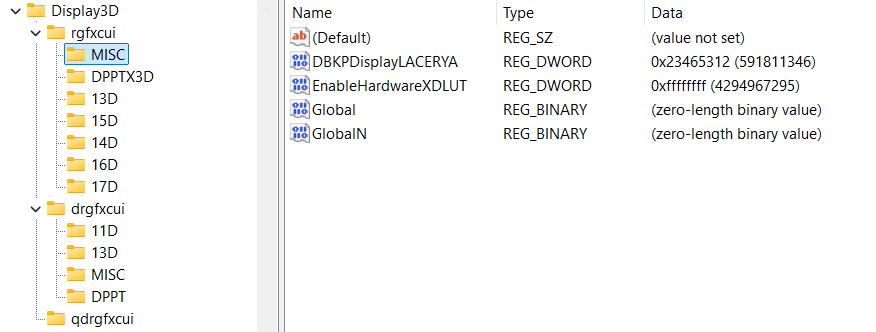 Display3D
rgfxcui
MISC
DPPTX3D
13D
15D
14D
16D
17D
drgfxcui
11D
13D
MISC
DPPT
qdrgfxcui
Name Type Data
(Default) REG_SZ (value not set)
DBKPDisplayLACERYA REG_DWORD 0x23465312 (591811346)
EnableHardwareXDLUT REG_DWORD 0xffffffff (4294967295)
Global REG_BINARY (zero-length binary value)
GlobalN REG_BINARY (zero-length binary value)